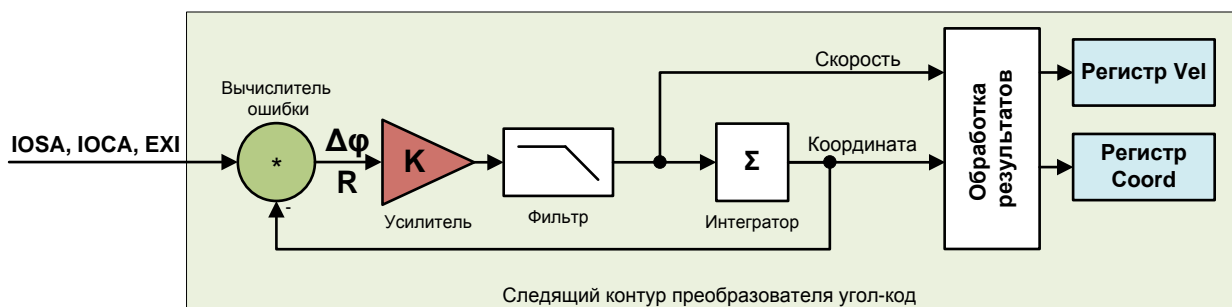 IOSA, IOCA, EXI
Вычислитель
ошибки
*
-
Δφ
R
K
Усилитель
Фильтр
Σ
Интегратор
Скорость
Координата
Обработка
результатов
Регистр Vel
Регистр
Coord
Следящий контур преобразователя угол-код